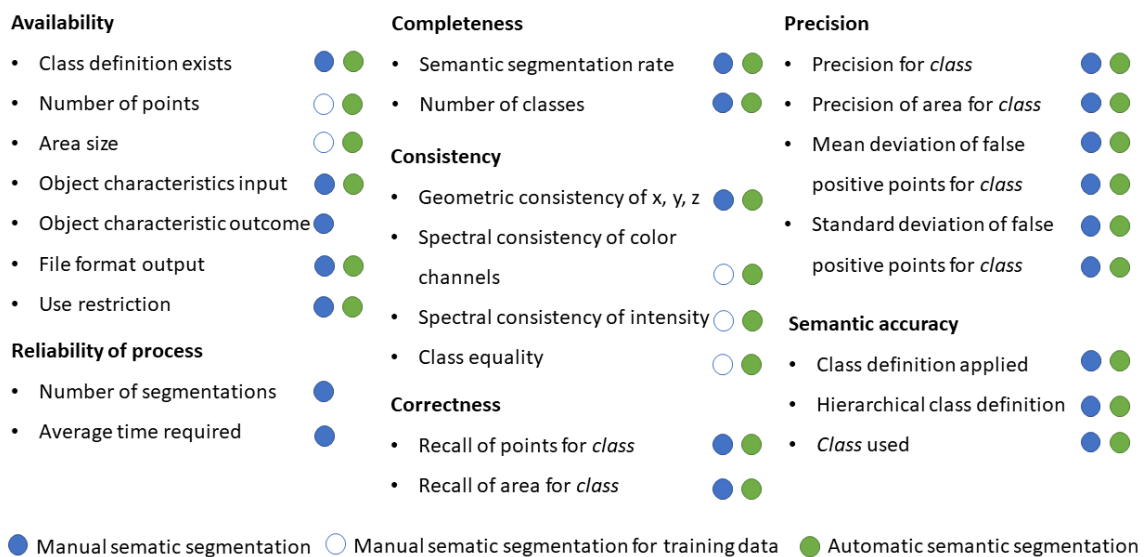 Availability
• Class definition exists
• Number of points
• Area size
• Object characteristics input
• Object characteristic outcome
• File format output
• Use restriction
Reliability of process
• Number of segmentations
• Average time required
Completeness
• Semantic segmentation rate
• Number of classes
Consistency
• Geometric consistency of x, y, z
• Spectral consistency of color
channels
• Spectral consistency of intensity
• Class equality
Correctness
• Recall of points for class
• Recall of area for class
Precision
• Precision for class
• Precision of area for class
• Mean deviation of false
positive points for class
• Standard deviation of false
positive points for class
Semantic accuracy
• Class definition applied
• Hierarchical class definition
• Class used
Manual sematic segmentation
Manual sematic segmentation for training data
Automatic semantic segmentation